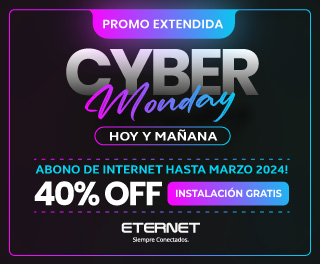 PROMO EXTENDIDA
CYBER
Monday
HOY Y MAÑANA
ABONO DE INTERNET HASTA MARZO 2024!
40% OFF INSTALACIÓN GRATIS
ETERNET
Siempre Conectados.